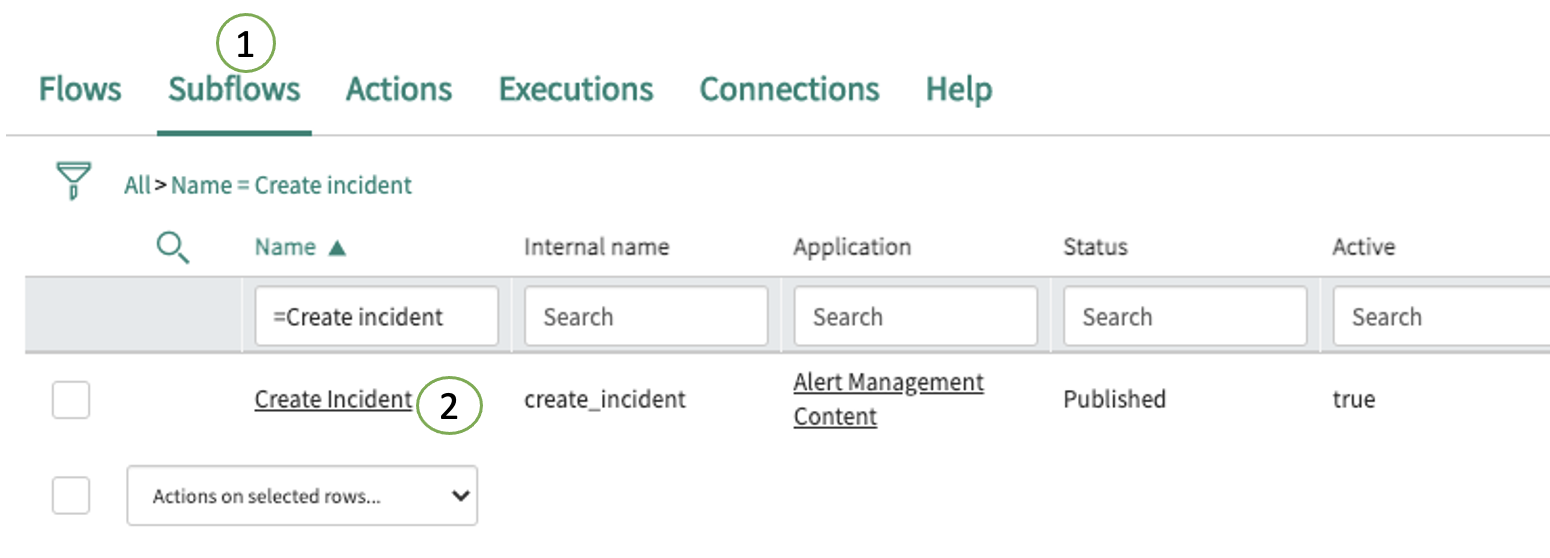 1
Flows Subflows Actions Executions Connections Help
All > Name = Create incident
Name ▲ Internal name Application Status Active
=Create incident Search Search Search Search
Create Incident 2 create_incident Alert Management Content Published true
Actions on selected rows...